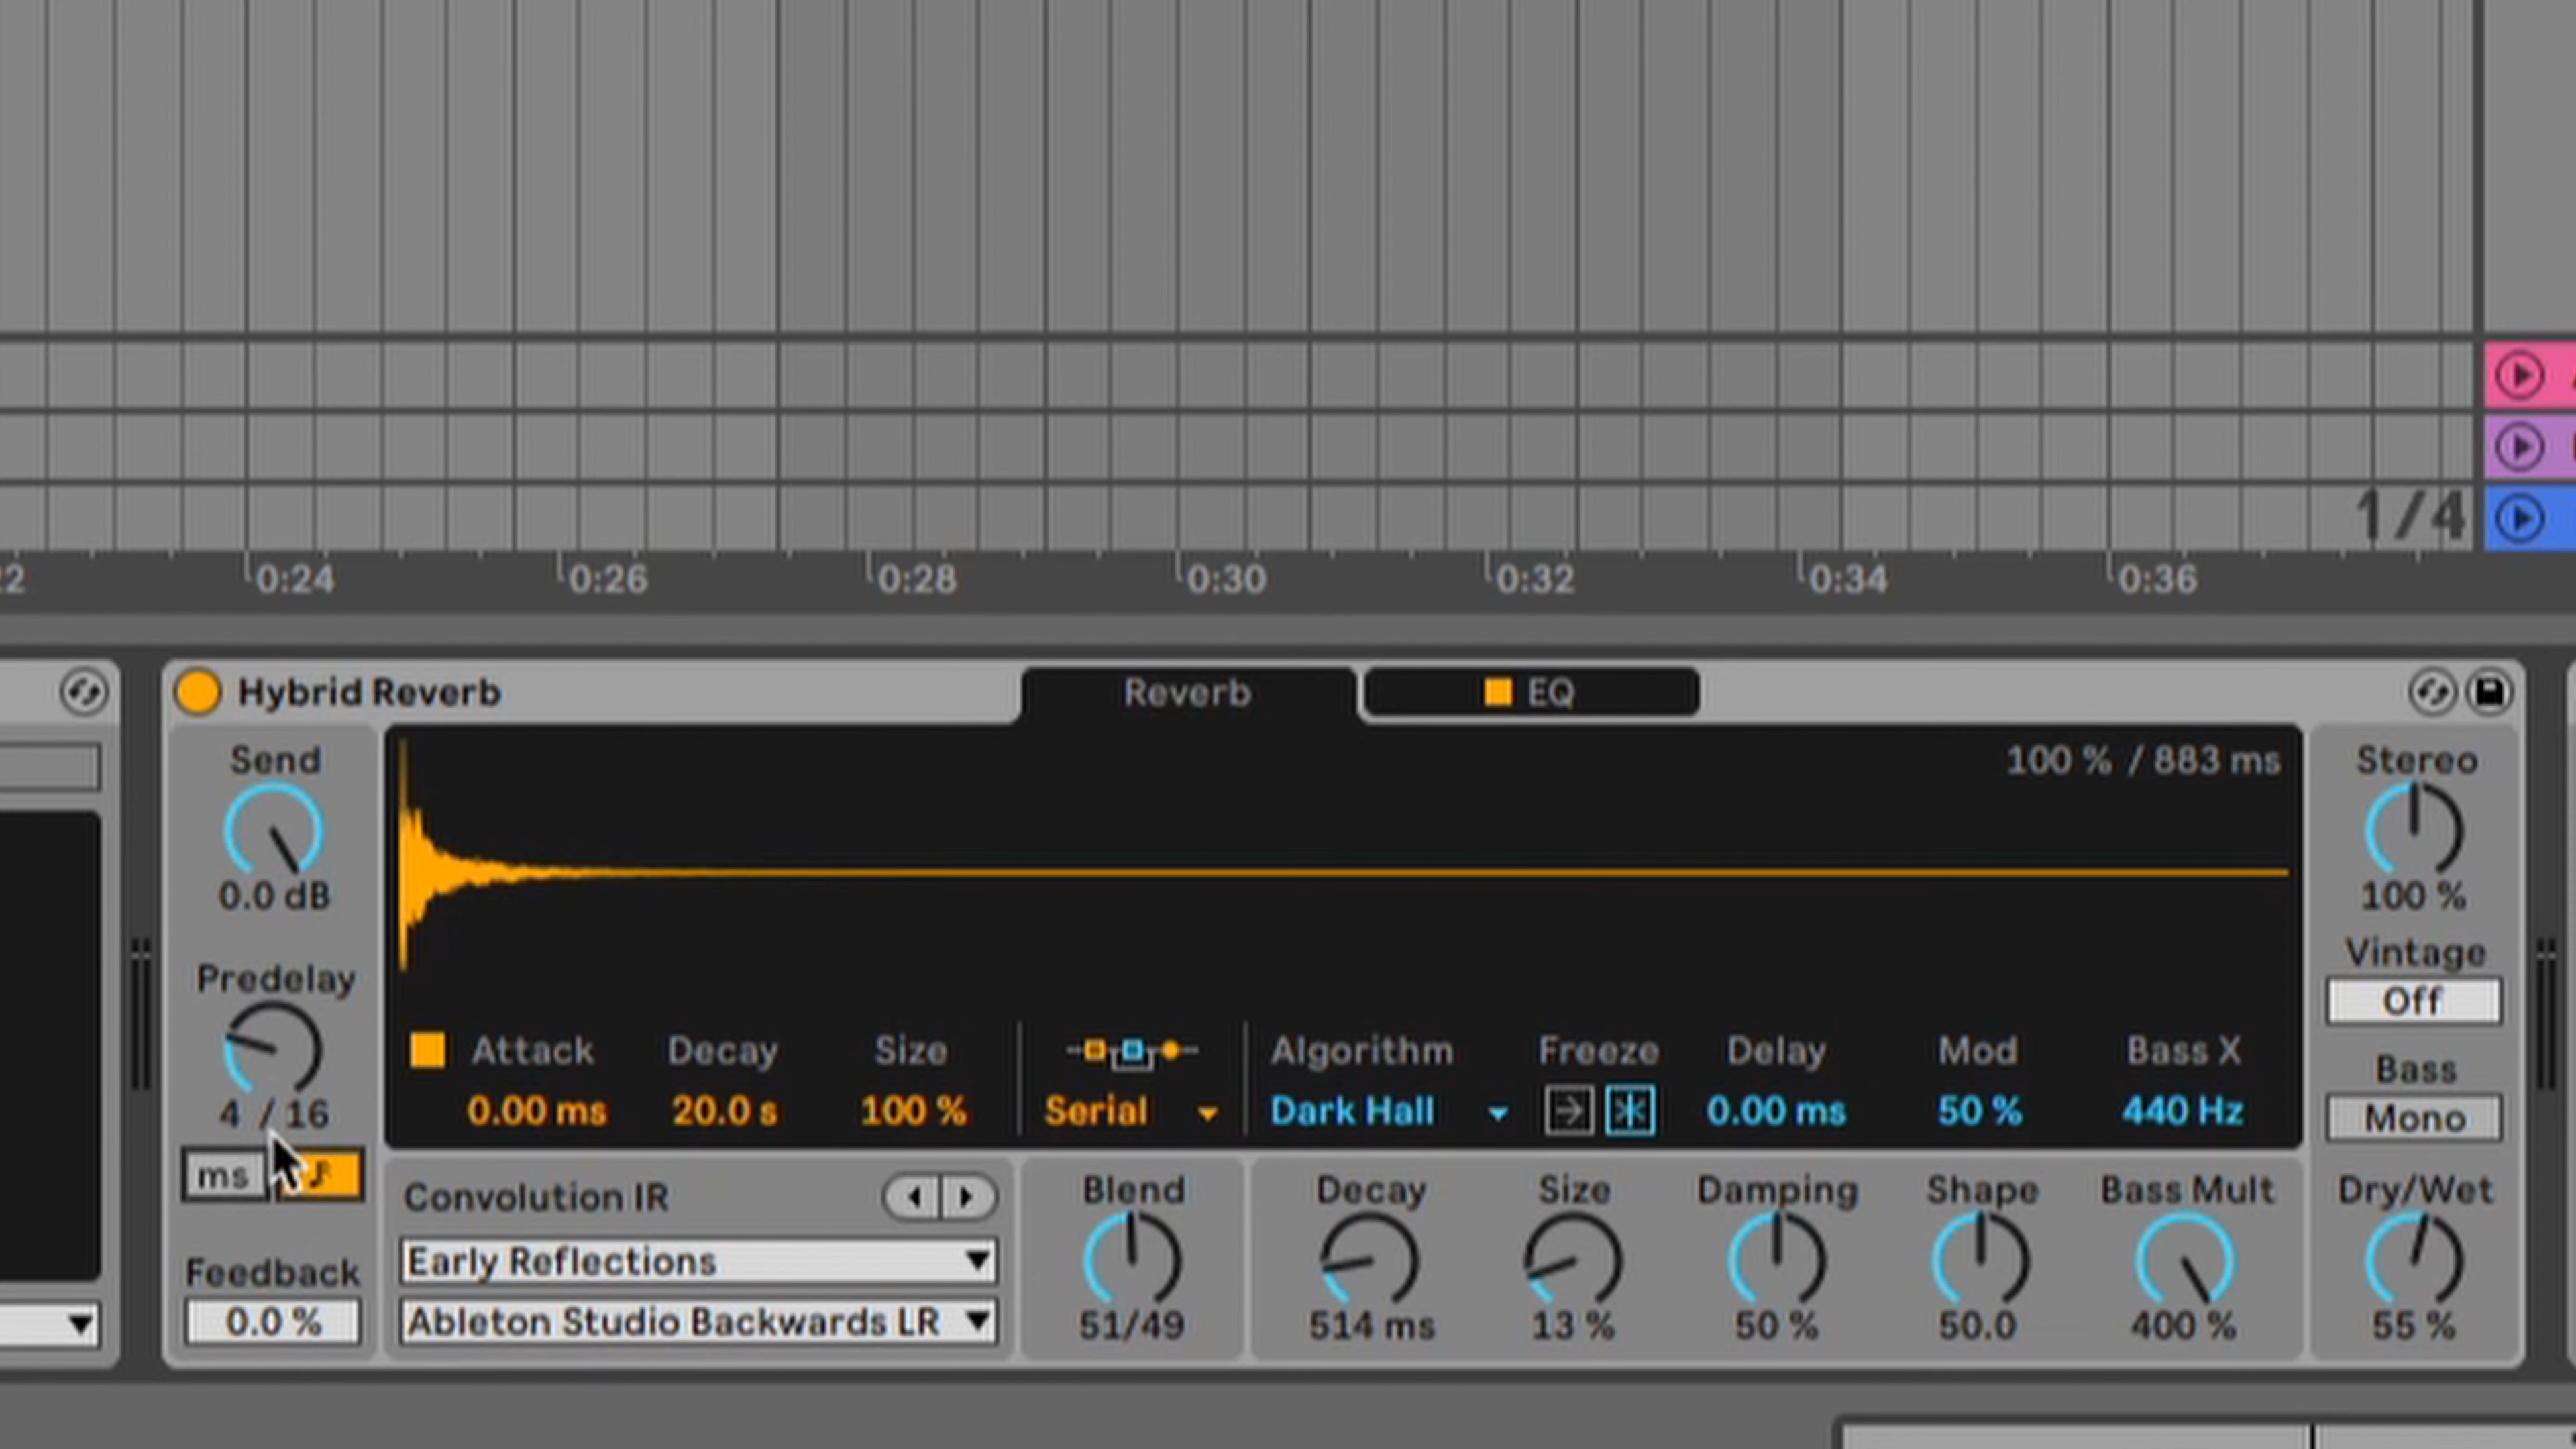 1/4
0:24 0:26 0:28 0:30 0:32 0:34 0:36
Hybrid Reverb Reverb EQ
Send 100 % / 883 ms Stereo
0.0 dB 100 %
Predelay Vintage
Off
Attack Decay Size Algorithm Freeze Delay Mod Bass X Bass
4 / 16 0.00 ms 20.0 s 100 % Serial Dark Hall 0.00 ms 50 % 440 Hz Mono
ms
Convolution IR Blend Decay Size Damping Shape Bass Mult Dry/Wet
Feedback Early Reflections
0.0 % Ableton Studio Backwards LR 51/49 514 ms 13 % 50 % 50.0 400 % 55 %